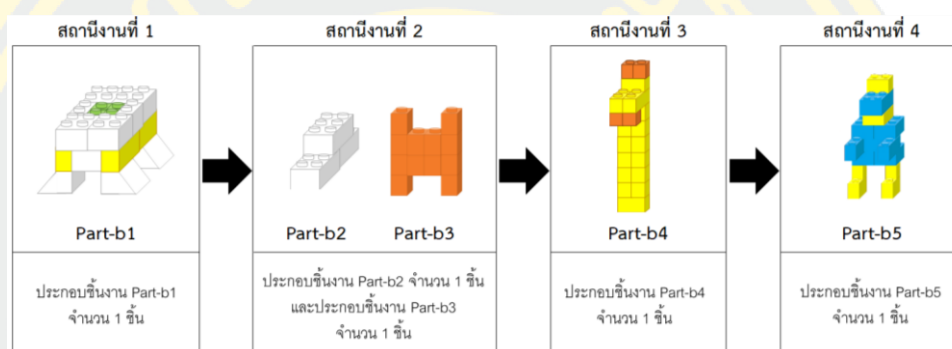 สถานีงานที่ 1
สถานีงานที่ 2
สถานีงานที่ 3
สถานีงานที่ 4
Part-b1
Part-b2
Part-b3
Part-b4
Part-b5
ประกอบชิ้นงาน Part-b1
จำนวน 1 ชิ้น
ประกอบชิ้นงาน Part-b2 จำนวน 1 ชิ้น
และประกอบชิ้นงาน Part-b3
จำนวน 1 ชิ้น
ประกอบชิ้นงาน Part-b4
จำนวน 1 ชิ้น
ประกอบชิ้นงาน Part-b5
จำนวน 1 ชิ้น